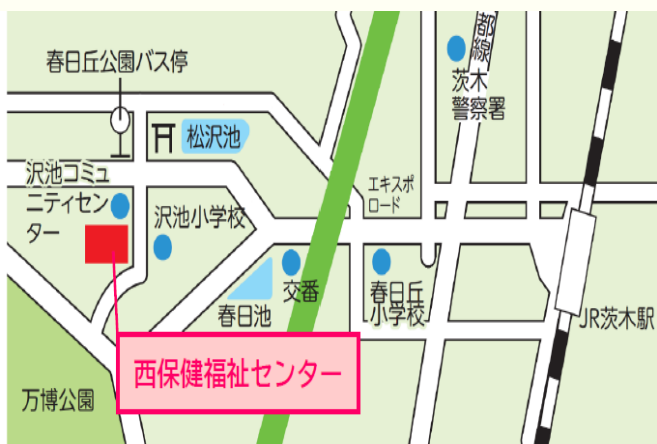 春日丘公園バス停
都線
茨木
警察署
松沢池
沢池コミュ
ニティセン
ター
沢池小学校
エキスポ
ロード
交番
春日丘
小学校
春日池
JR茨木駅
西保健福祉センター
万博公園